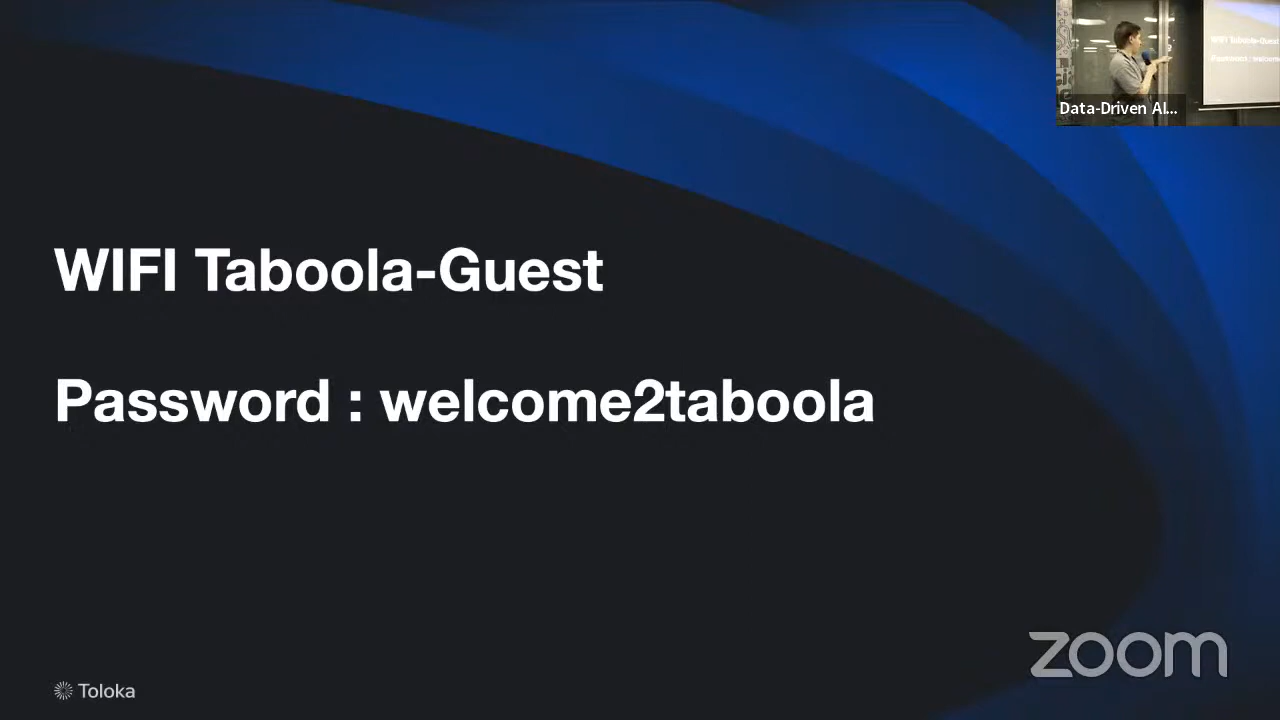 Data-Driven AI...
WIFI Taboola-Guest
Password : welcome2taboola
Toloka
zoom